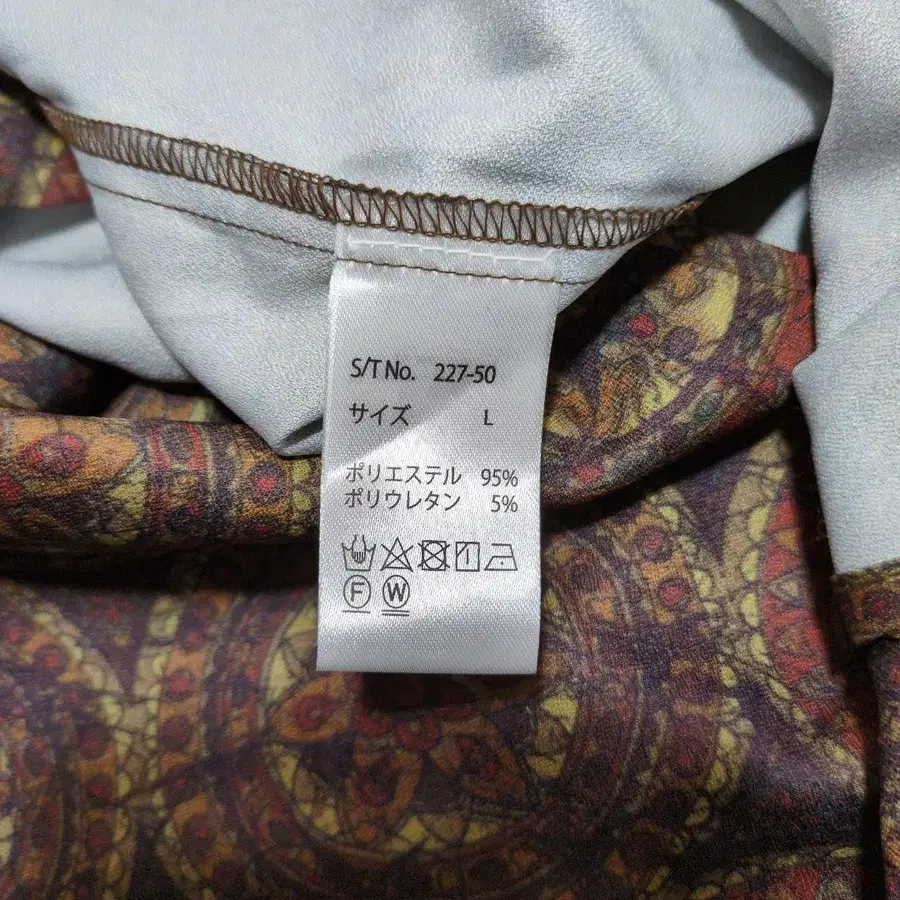 S/T No. 227-50
サイズ L
ポリエステル 95%
ポリウレタン 5%
F W